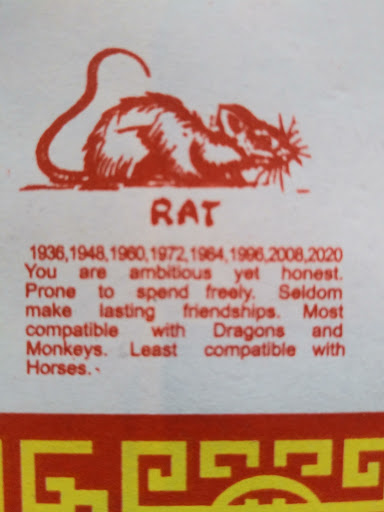 RAT
1936,1948,1960,1972,1984,1996,2008,2020
You are ambitious yet honest.
Prone to spend freely. Seldom
make lasting friendships. Most
compatible with Dragons and
Monkeys. Least compatible with
Horses.